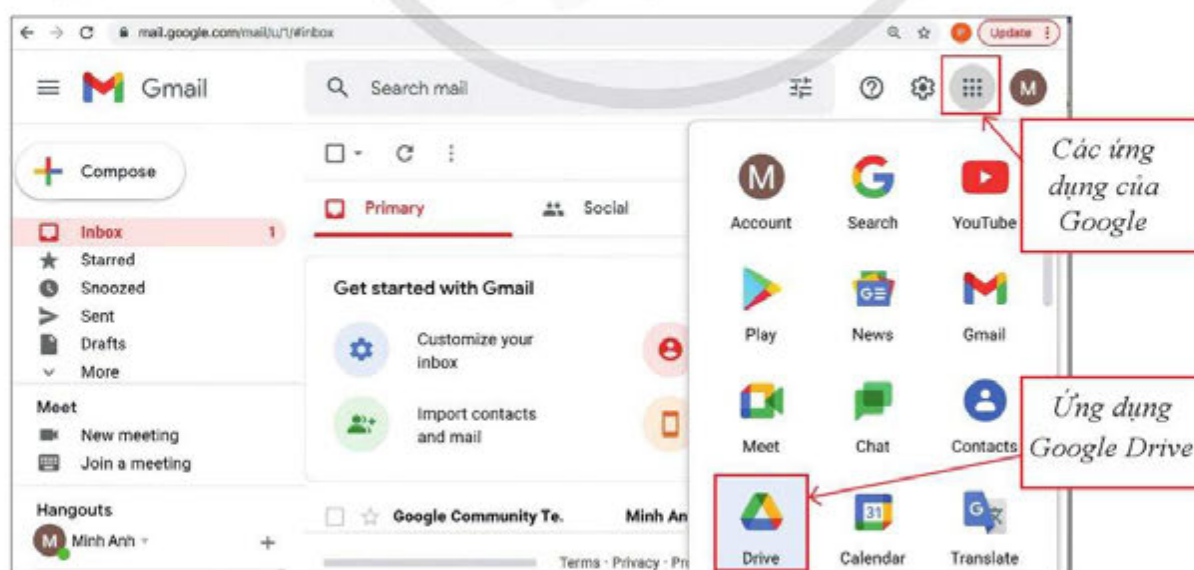 mail.google.com/mail/u/1/#inbox
Update
Gmail
Search mail
M
Compose
Inbox 1
Starred
Snoozed
Sent
Drafts
More
Meet
New meeting
Join a meeting
Hangouts
M Minh Anh
Primary
Social
Get started with Gmail
Customize your
inbox
Import contacts
and mail
Google Community Te. Minh An
Terms · Privacy · Pr
M
Account
G
Search
YouTube
Play
GE
News
Gmail
Meet
Chat
Contacts
Drive
31
Calendar
G
Translate
Các ứng
dụng của
Google
Ứng dụng
Google Drive